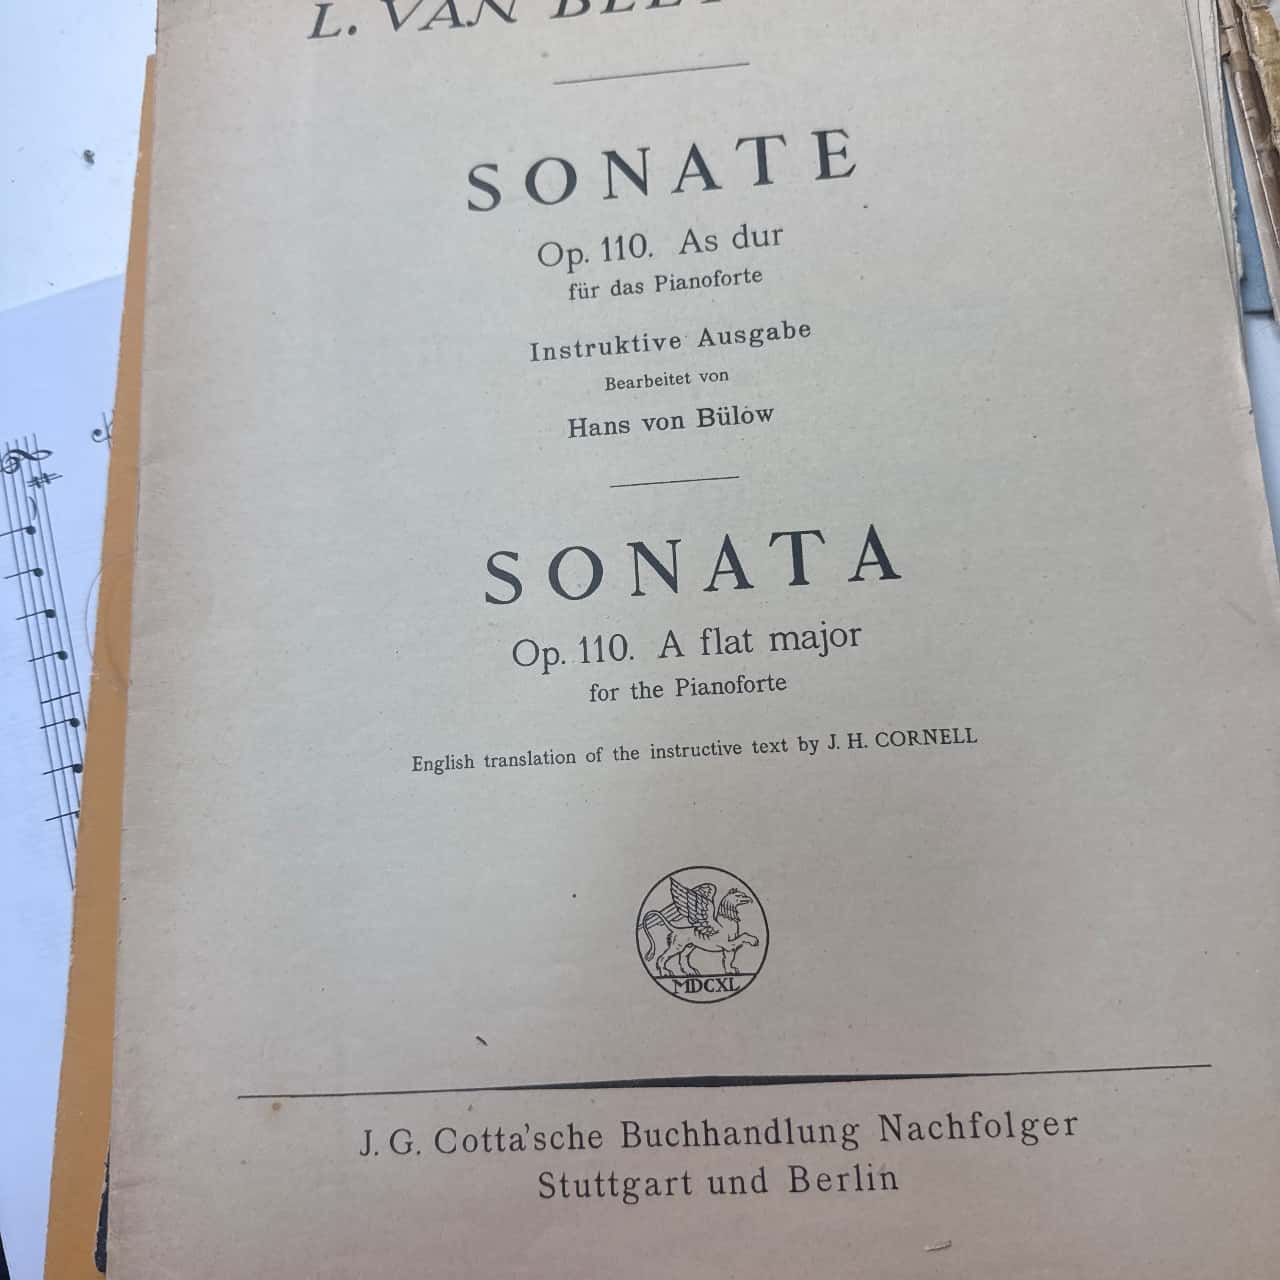 L. VAN
SONATE
Op. 110. As dur
für das Pianoforte
Instruktive Ausgabe
Bearbeitet von
Hans von Bülow
SONATA
Op. 110. A flat major
for the Pianoforte
English translation of the instructive text by J. H. CORNELL
MDCXL
J. G. Cotta'sche Buchhandlung Nachfolger
Stuttgart und Berlin